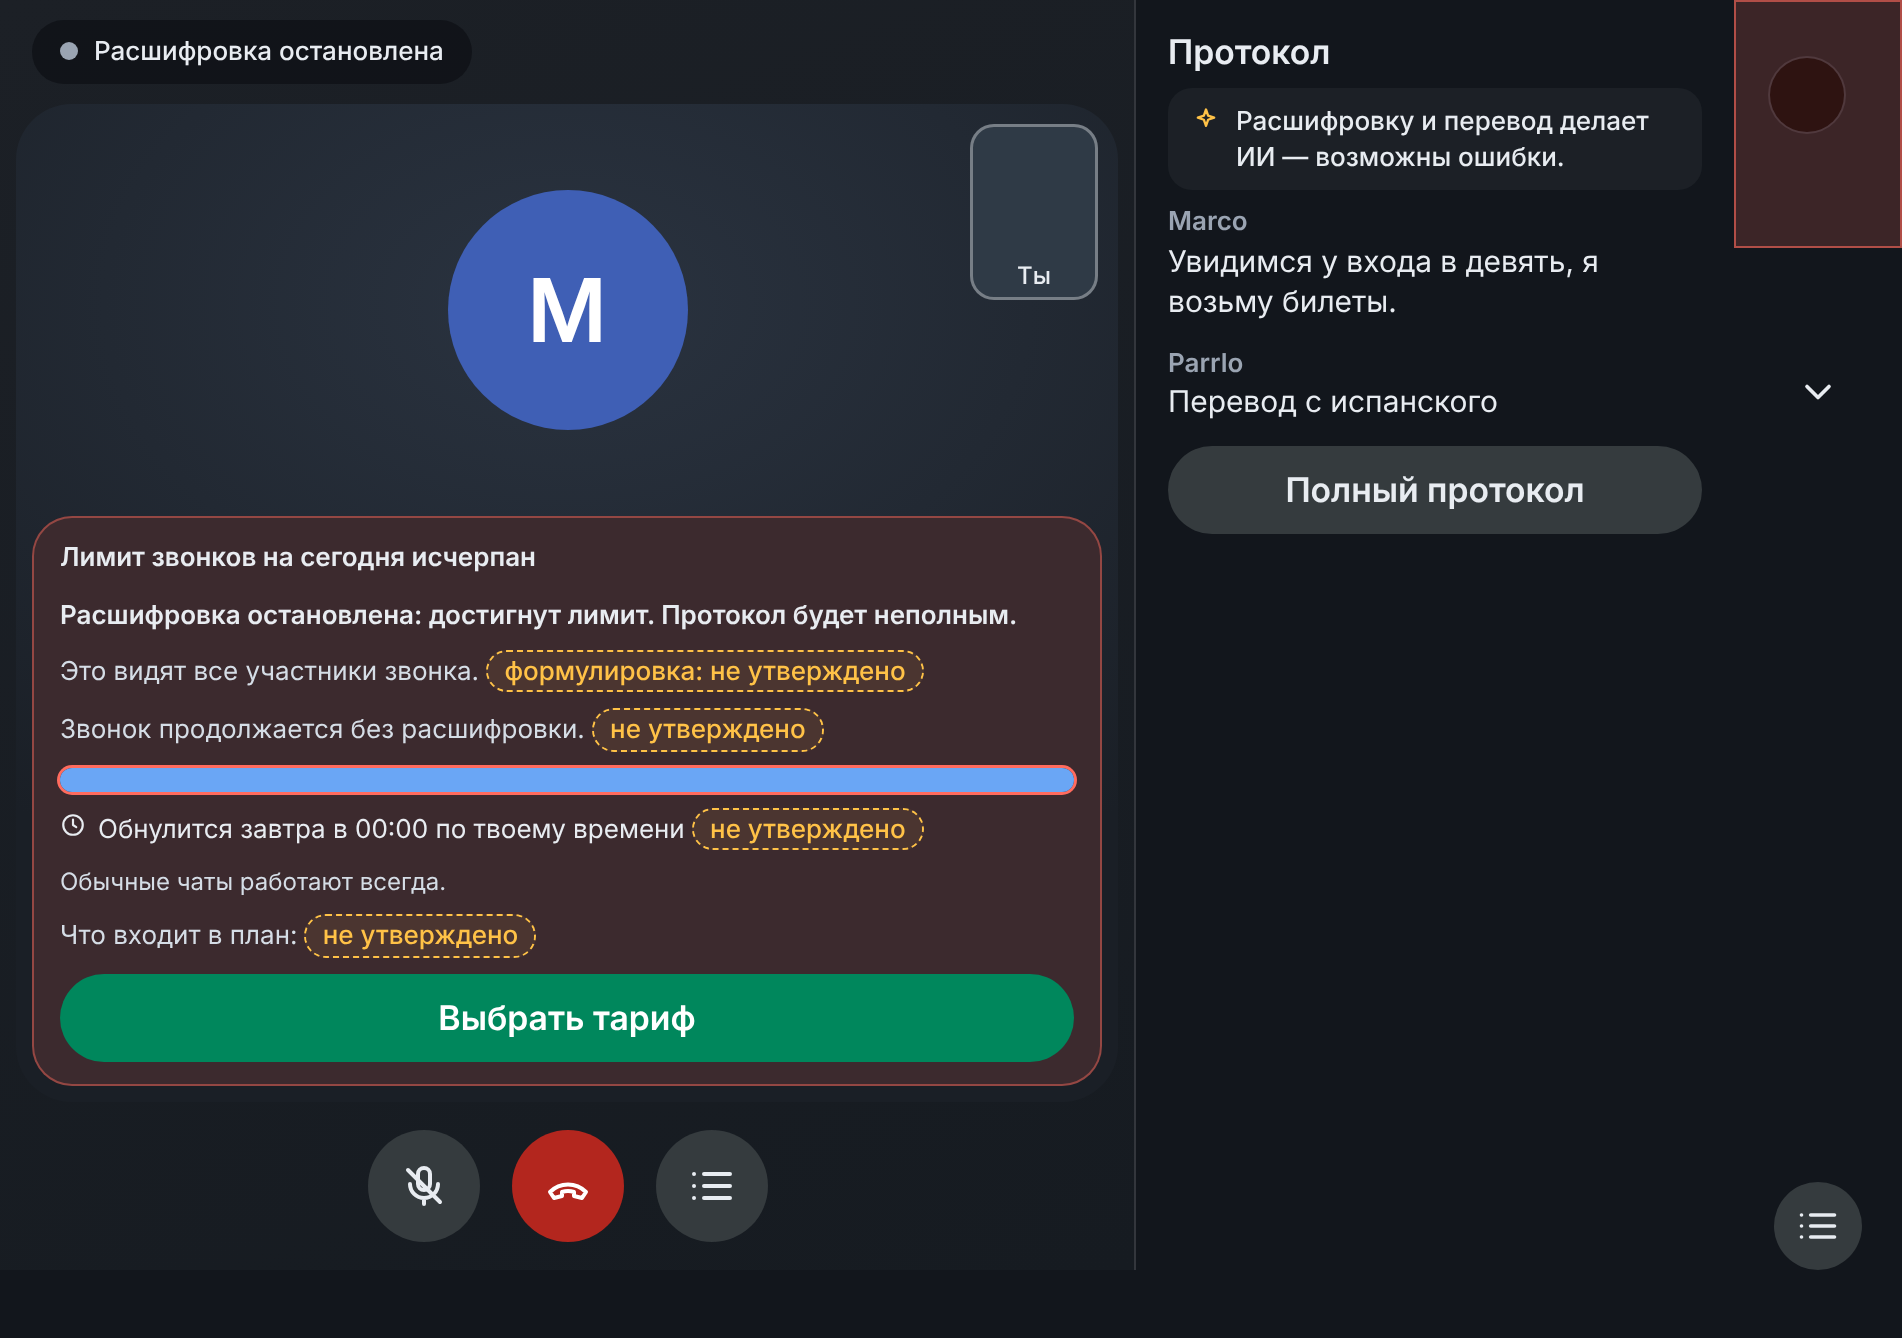 Расшифровка остановлена
М
Ты
Лимит звонков на сегодня исчерпан
Расшифровка остановлена: достигнут лимит. Протокол будет неполным.
Это видят все участники звонка. формулировка: не утверждено
Звонок продолжается без расшифровки. не утверждено
Обнулится завтра в 00:00 по твоему времени не утверждено
Обычные чаты работают всегда.
Что входит в план: не утверждено
Выбрать тариф
Протокол
Расшифровку и перевод делает
ИИ — возможны ошибки.
Marco
Увидимся у входа в девять, я
возьму билеты.
Parrlo
Перевод с испанского
Полный протокол